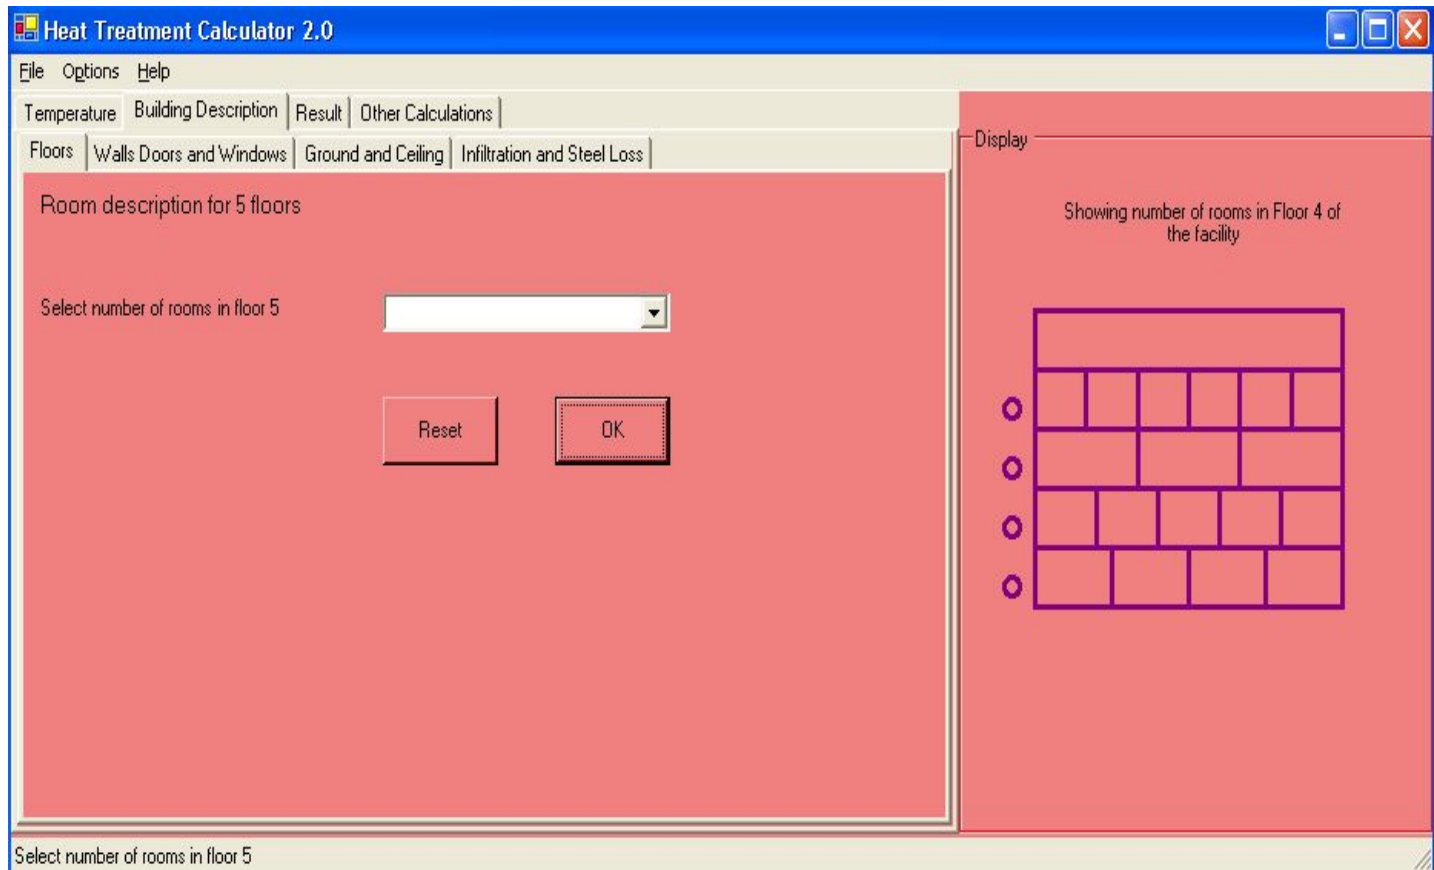 Heat Treatment Calculator 2.0
File Options Help
Temperature Building Description Result Other Calculations
Floors Walls Doors and Windows Ground and Ceiling Infiltration and Steel Loss
Room description for 5 floors
Select number of rooms in floor 5
Reset OK
Display
Showing number of rooms in Floor 4 of
the facility
Select number of rooms in floor 5